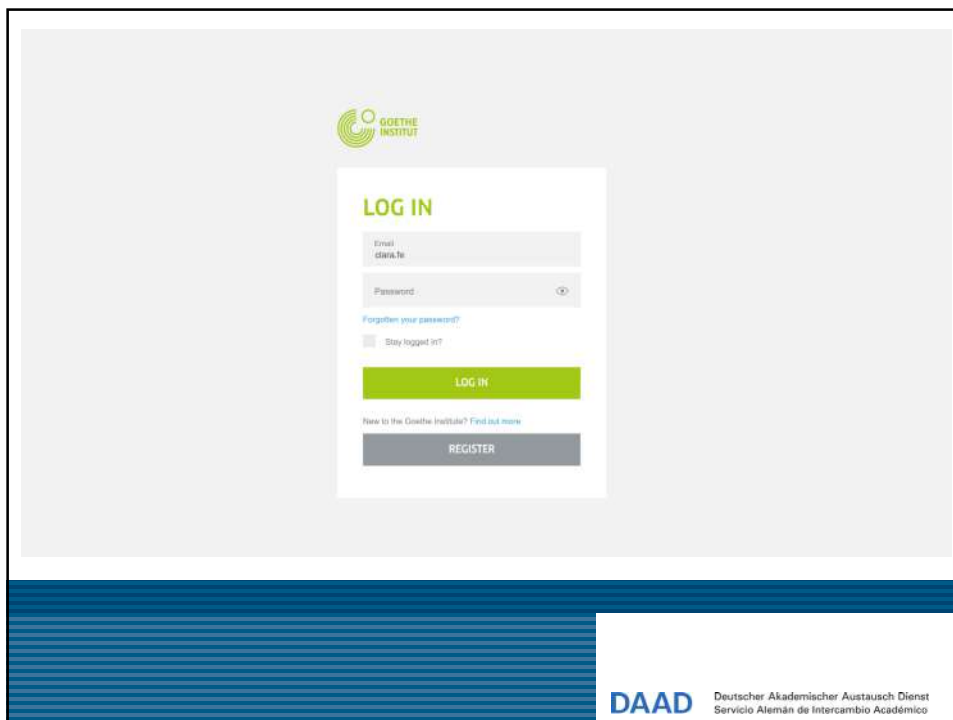 GOETHE
INSTITUT
LOG IN
Email
clara.fe
Password
Forgotten your password?
Stay logged in?
LOG IN
New to the Goethe Institute? Find out more
REGISTER
DAAD
Deutscher Akademischer Austausch Dienst
Servicio Alemán de Intercambio Académico